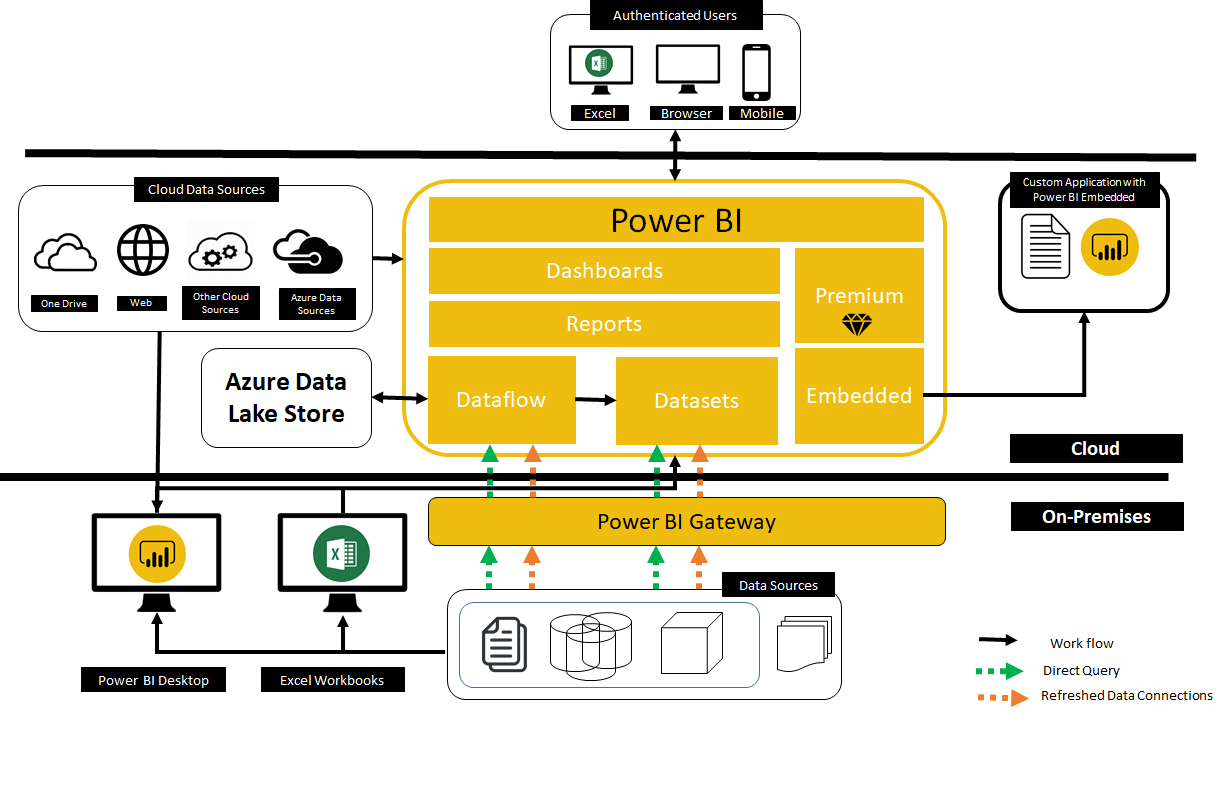 Authenticated Users
Excel
Browser
Mobile
Cloud Data Sources
One Drive
Web
Other Cloud
Sources
Azure Data
Sources
Power BI
Dashboards
Reports
Premium
Dataflow
Datasets
Embedded
Custom Application with
Power BI Embedded
Azure Data
Lake Store
Cloud
On-Premises
Power BI Gateway
X
Data Sources
Power BI Desktop
Excel Workbooks
Work flow
Direct Query
Refreshed Data Connections